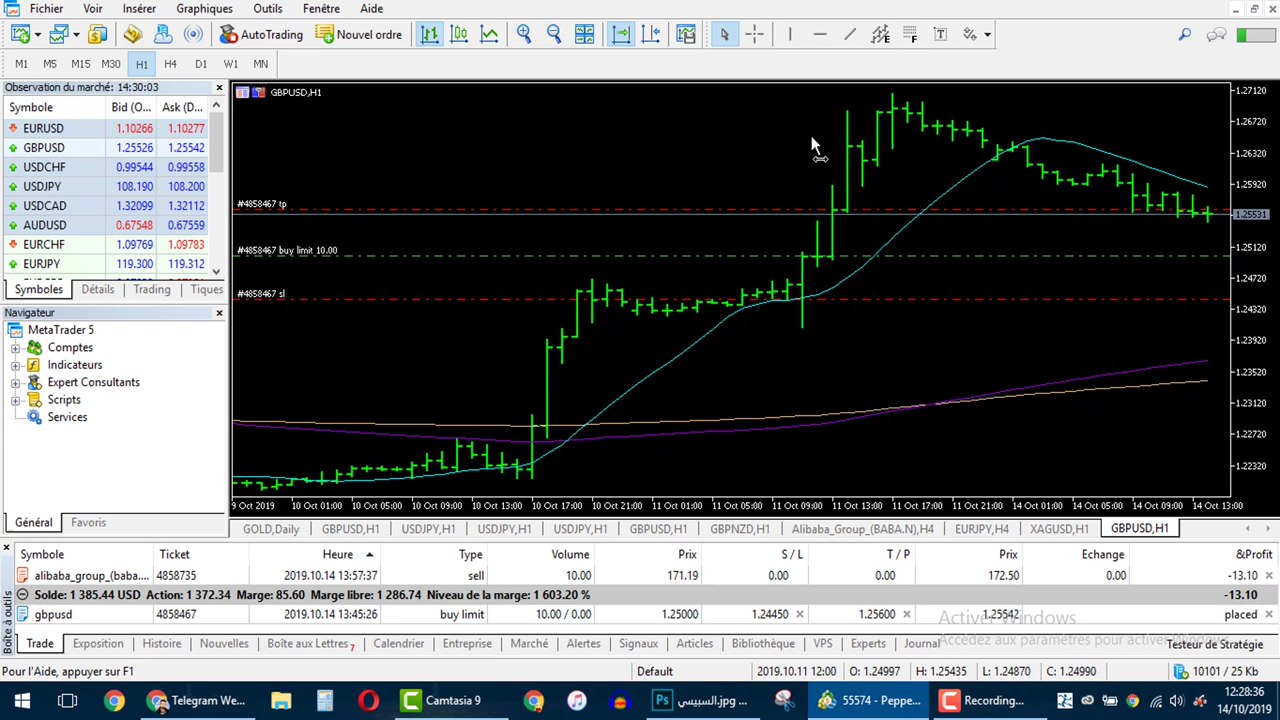 Fichier Voir Insérer Graphiques Outils Fenêtre Aide
AutoTrading Nouvel ordre
M1 M5 M15 M30 H1 H4 D1 W1 MN
Observation du marché: 14:30:03
Symbole Bid (O... Ask (D...
EURUSD 1.10266 1.10277
GBPUSD 1.25526 1.25542
USDCHF 0.99544 0.99558
USDJPY 108.190 108.200
USDCAD 1.32099 1.32112
AUDUSD 0.67548 0.67563
EURCHF 1.09769 1.09783
EURJPY 119.300 119.312
Symboles Détails Trading Tiques
Navigateur
MetaTrader 5
Comptes
Indicateurs
Expert Consultants
Scripts
Services
Général Favoris
GBPUSD,H1
#4858467 tp
#4858467 buy limit 10.00
#4858467 sl
1.27120
1.26720
1.26320
1.25920
1.25531
1.25120
1.24720
1.24320
1.23920
1.23520
1.23120
1.22720
1.22320
9 Oct 2019 10 Oct 01:00 10 Oct 09:00 10 Oct 13:00 10 Oct 17:00 10 Oct 21:00 11 Oct 05:00 11 Oct 09:00 11 Oct 13:00 11 Oct 17:00 11 Oct 21:00 14 Oct 01:00 14 Oct 05:00 14 Oct 09:00 14 Oct 13:00
GOLD,Daily GBPUSD,H1 USDJPY,H1 USDJPY,H1 USDJPY,H1 GBPUSD,H1 GBPNZD,H1 Alibaba_Group_(BABA.N),H4 EURJPY,H4 XAGUSD,H1 GBPUSD,H1
Boîte à outils
Symbole Ticket Heure Type Volume Prix S / L T / P Prix Echange &Profit
alibaba_group_(baba.... 4858735 2019.10.14 13:57:37 sell 10.00 171.19 0.00 0.00 172.50 0.00 -13.10
Solde: 1 385.44 USD Action: 1 372.34 Marge: 85.60 Marge libre: 1 286.74 Niveau de la marge: 1 603.20 % -13.10
gbpusd 4858467 2019.10.14 13:45:26 buy limit 10.00 / 0.00 1.25000 1.24450 1.25600 1.25542 placed
Activer Windows
Accédez aux paramètres pour activer Windows.
Trade Exposition Histoire Nouvelles Boîte aux Lettres 7 Calendrier Entreprise Marché Alertes Signaux Articles Bibliothèque VPS Experts Journal Testeur de Stratégie
Pour l'Aide, appuyer sur F1 Default 2019.10.11 12:00 O: 1.24997 H: 1.25435 L: 1.24870 C: 1.24990 10101 / 25 Kb
Telegram We... Camtasia 9 Ps السبيسي.jpg ... 55574 - Peppe... Recording... 12:28:36
14/10/2019